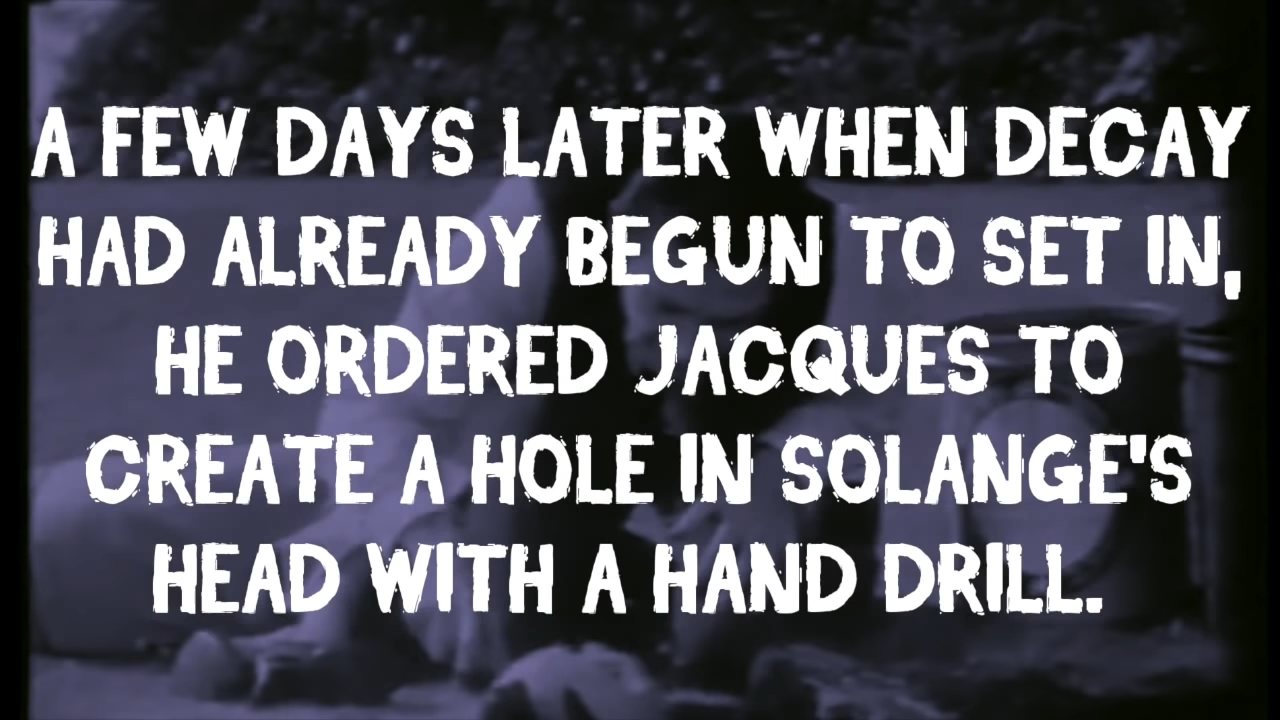 A FEW DAYS LATER WHEN DECAY
HAD ALREADY BEGUN TO SET IN,
HE ORDERED JACQUES TO
CREATE A HOLE IN SOLANGE'S
HEAD WITH A HAND DRILL.